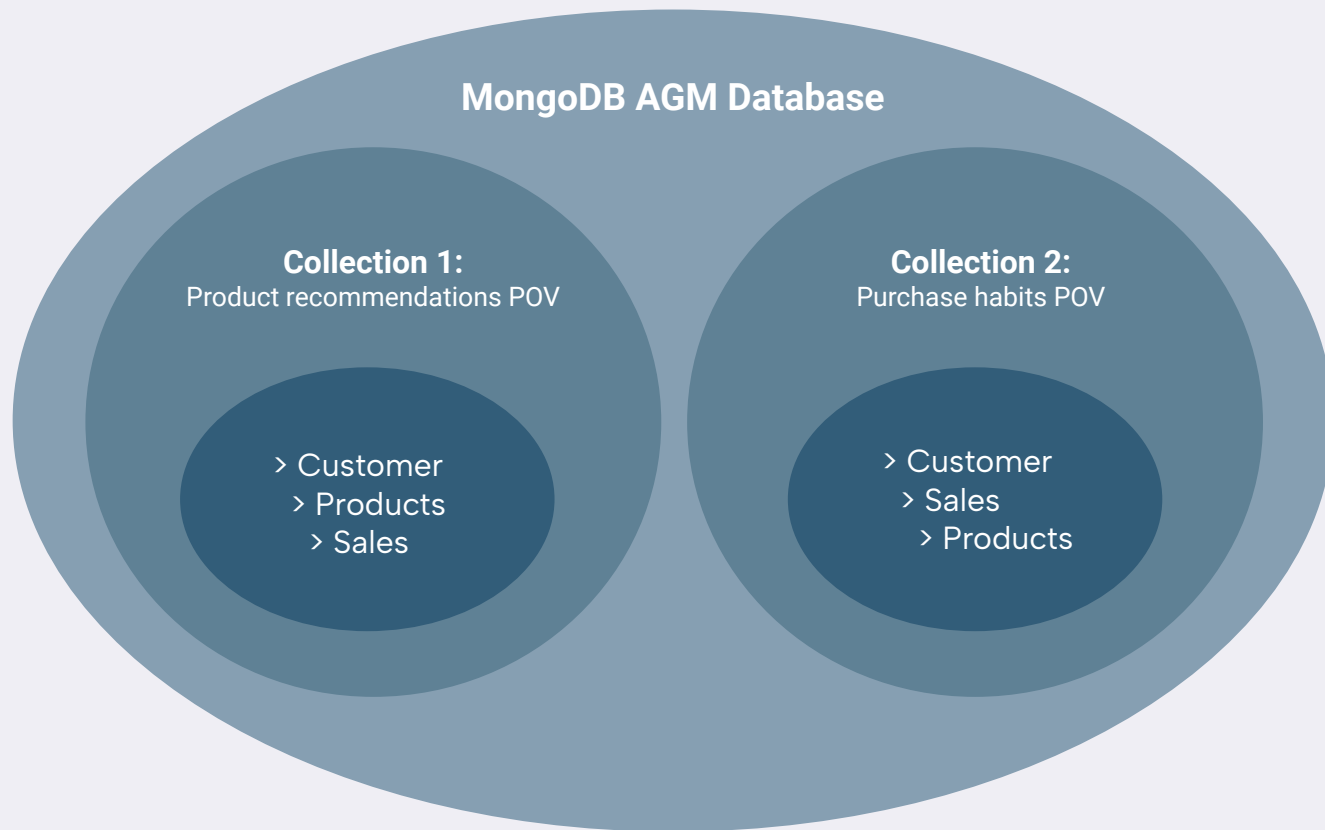 MongoDB AGM Database
Collection 1:
Product recommendations POV
> Customer
> Products
> Sales
Collection 2:
Purchase habits POV
> Customer
> Sales
> Products